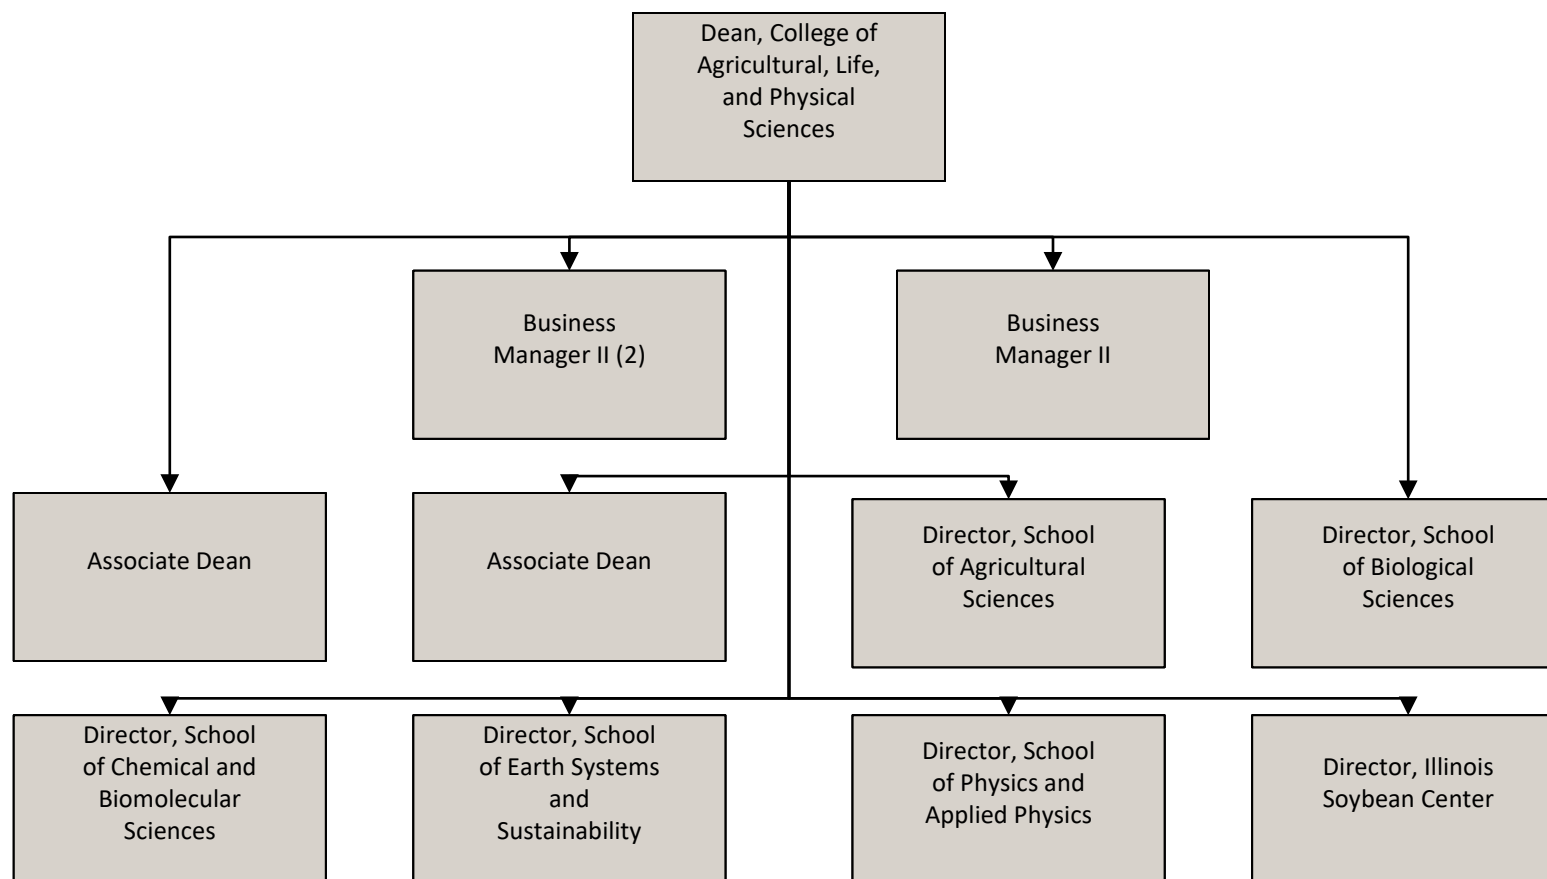 Dean, College of
Agricultural, Life,
and Physical
Sciences
Business
Manager II (2)
Business
Manager II
Associate Dean
Associate Dean
Director, School
of Agricultural
Sciences
Director, School
of Biological
Sciences
Director, School
of Chemical and
Biomolecular
Sciences
Director, School
of Earth Systems
and
Sustainability
Director, School
of Physics and
Applied Physics
Director, Illinois
Soybean Center